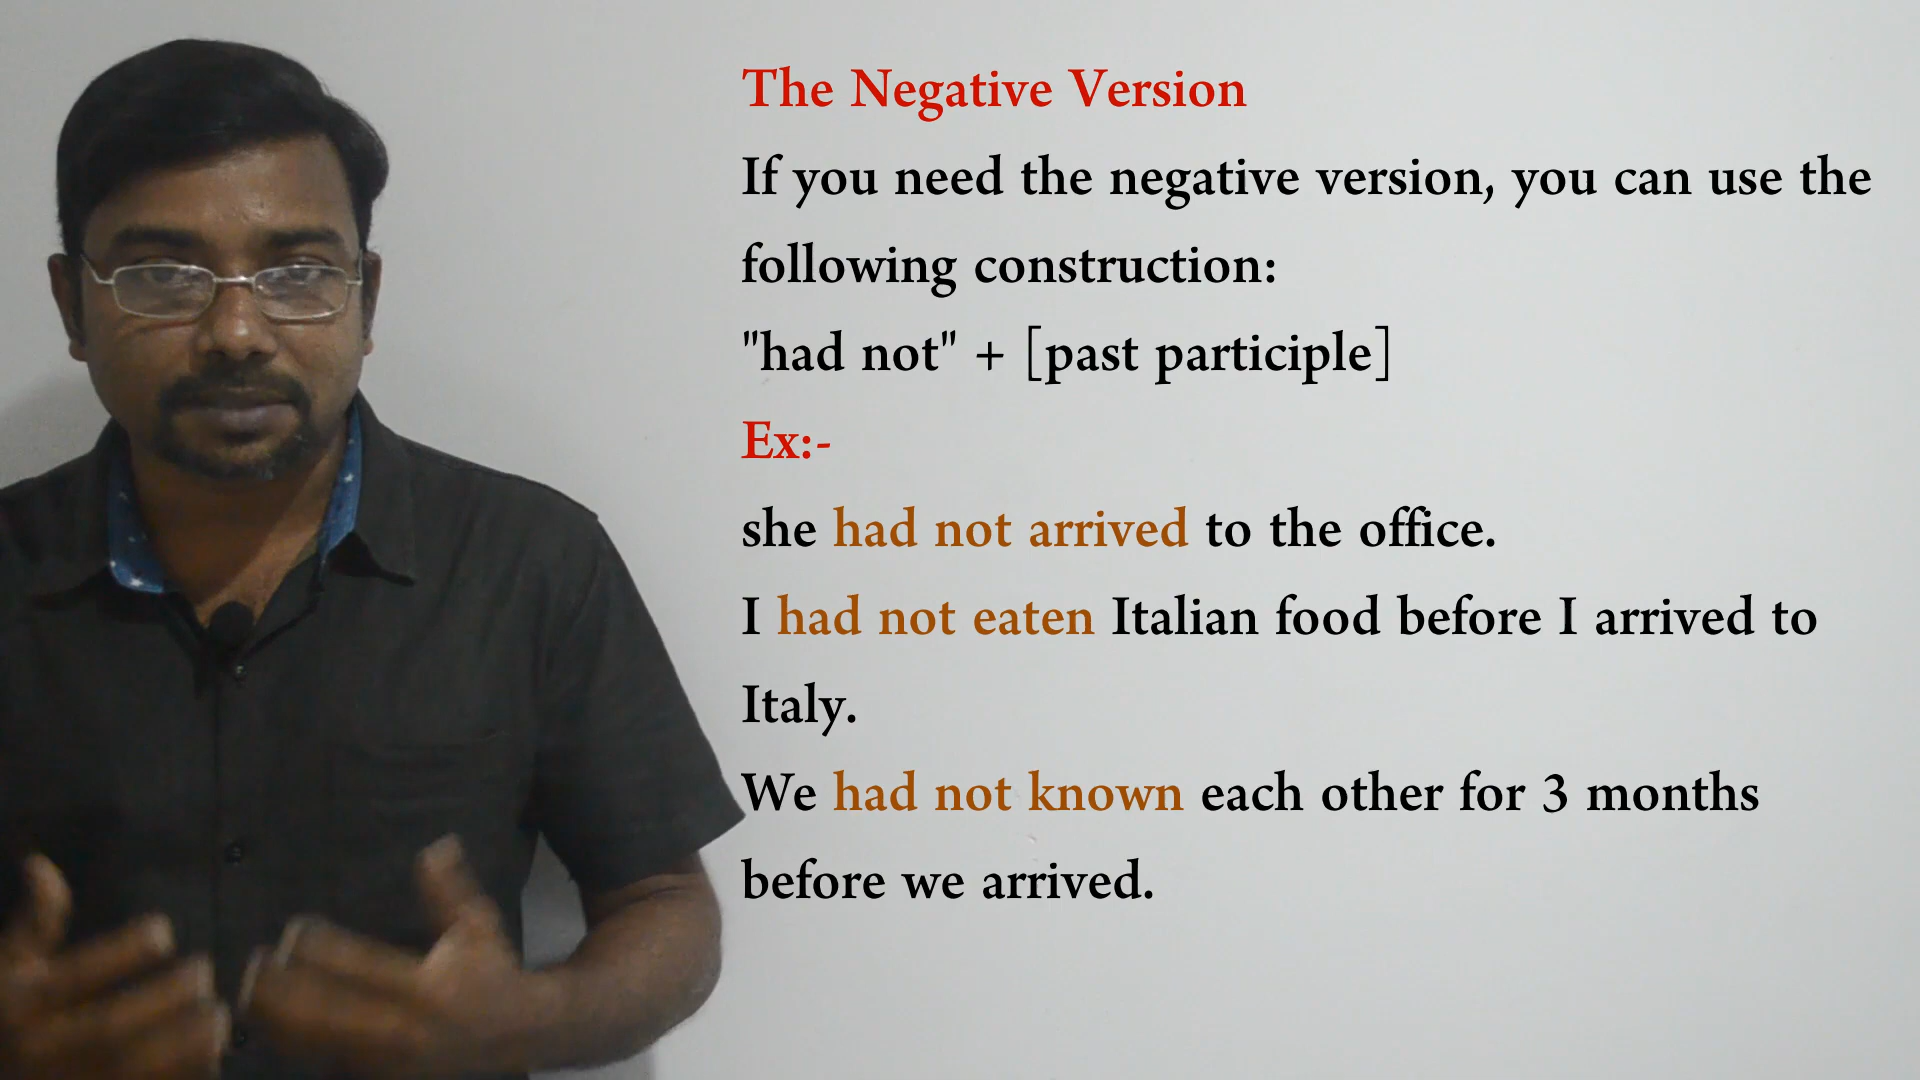 The Negative Version
If you need the negative version, you can use the
following construction:
"had not" + [past participle]
Ex:-
she had not arrived to the office.
I had not eaten Italian food before I arrived to
Italy.
We had not known each other for 3 months
before we arrived.